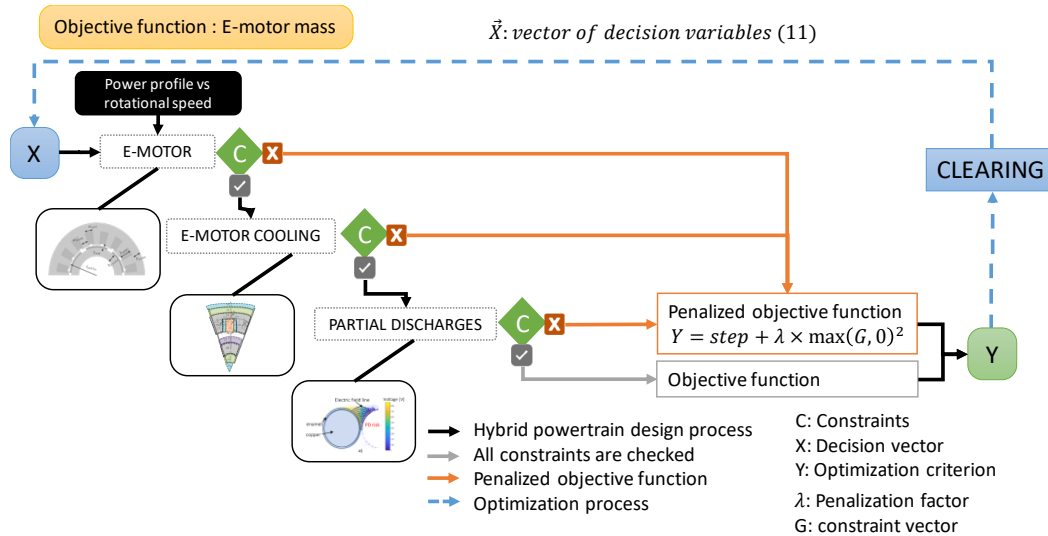 Objective function : E-motor mass
X⃗: vector of decision variables (11)
Power profile vs
rotational speed
X
E-MOTOR
C
X
CLEARING
E-MOTOR COOLING
C
X
PARTIAL DISCHARGES
C
X
Penalized objective function
Y = step + λ × max(G, 0)²
Objective function
Y
Electric field line
Voltage [V]
enamel
copper
PD risk
Hybrid powertrain design process
All constraints are checked
Penalized objective function
Optimization process
C: Constraints
X: Decision vector
Y: Optimization criterion
λ: Penalization factor
G: constraint vector